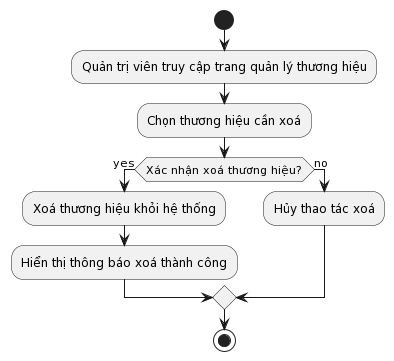 Quản trị viên truy cập trang quản lý thương hiệu
Chọn thương hiệu cần xoá
Xác nhận xoá thương hiệu?
yes
no
Xoá thương hiệu khỏi hệ thống
Hủy thao tác xoá
Hiển thị thông báo xoá thành công